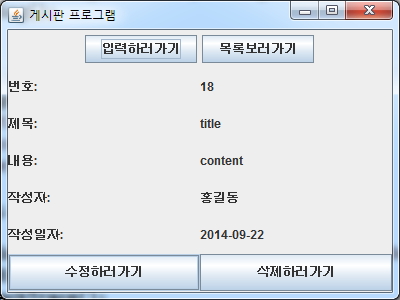 게시판 프로그램
입력하러가기 목록보러가기
번호: 18
제목: title
내용: content
작성자: 홍길동
작성일자: 2014-09-22
수정하러가기 삭제하러가기